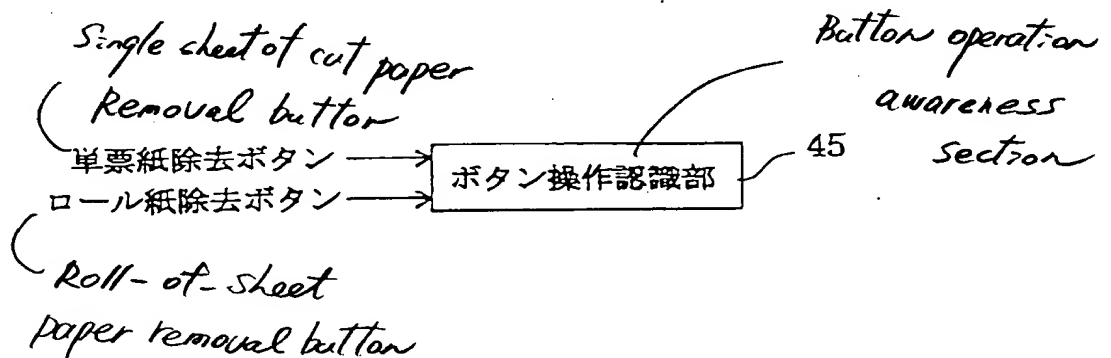 Single sheet of cut paper
Removal button
単票紙除去ボタン
ロール紙除去ボタン
Roll-of-sheet
paper removal button
ボタン操作認識部
45
Button operation
awareness
section